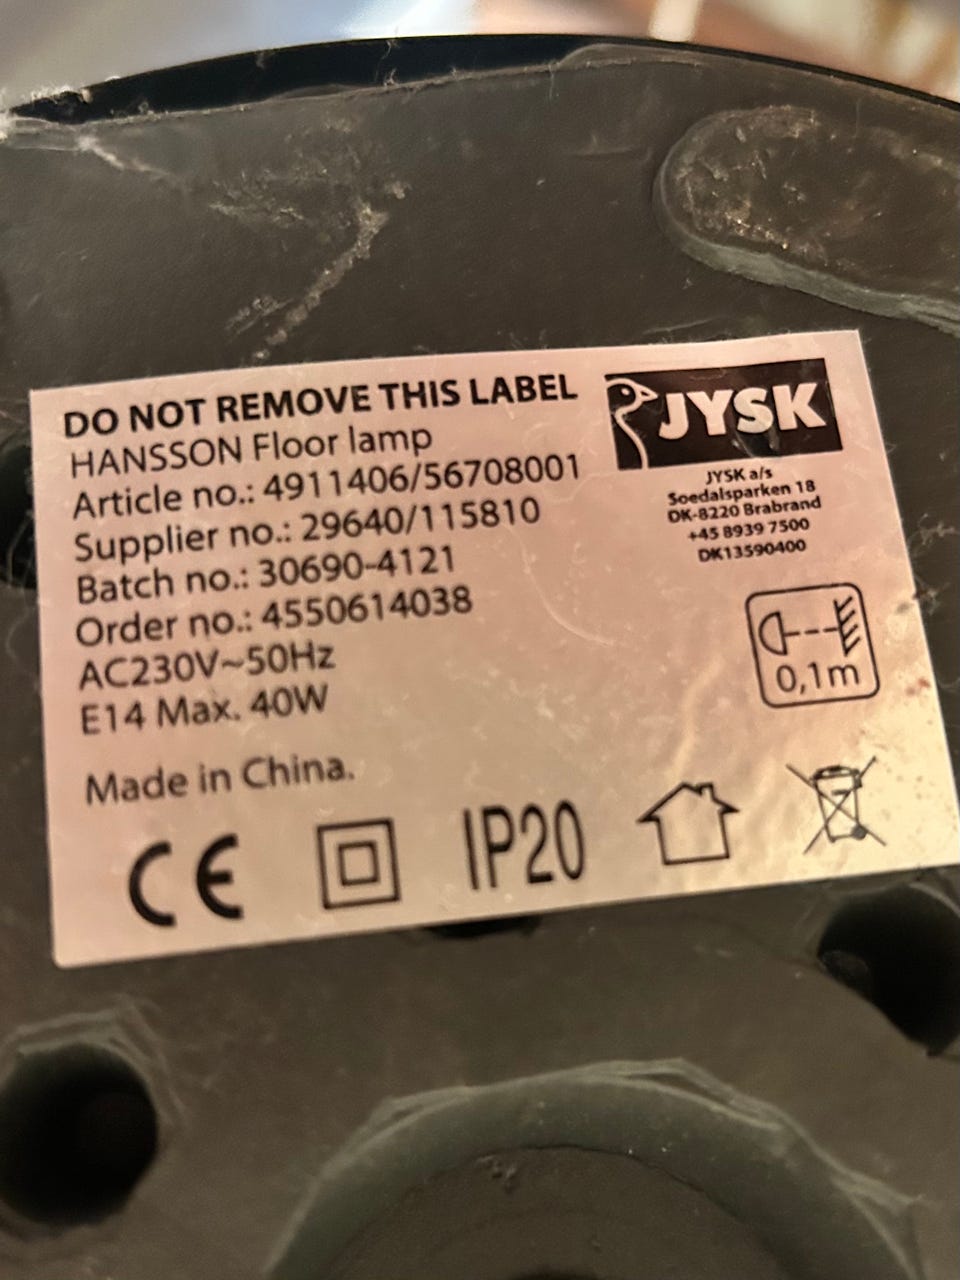 DO NOT REMOVE THIS LABEL
HANSSON Floor lamp
Article no.: 4911406/56708001
Supplier no.: 29640/115810
Batch no.: 30690-4121
Order no.: 4550614038
AC230V~50Hz
E14 Max. 40W
Made in China.
JYSK
JYSK a/s
Soedalsparken 18
DK-8220 Brabrand
+45 8939 7500
DK13590400
0,1m
CE
IP20